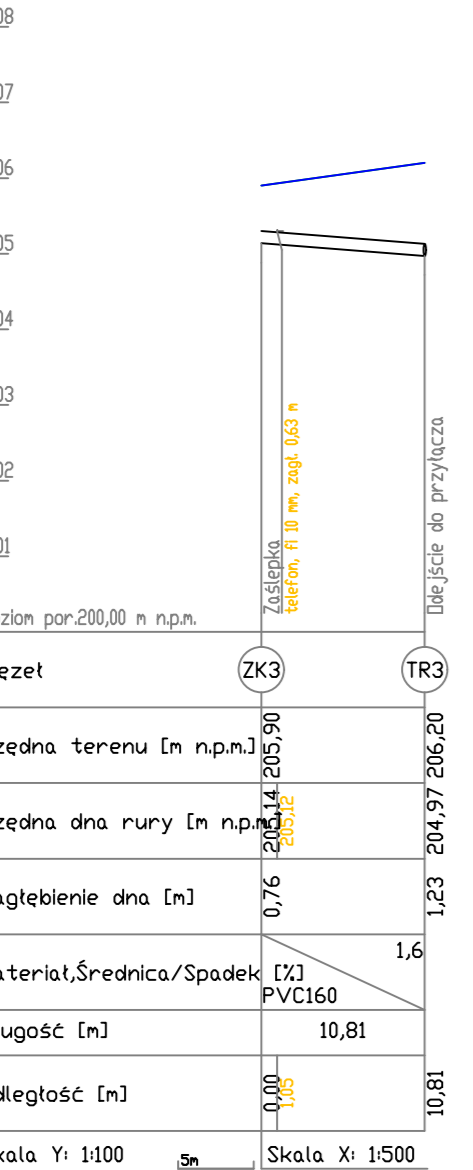 08
07
06
05
04
03
02
01
Zaślepka
telefon, fi 10 mm, zagł. 0,63 m
Odejście do przyłącza
ziom por.200,00 m n.p.m.
ęzeł
ZK3
TR3
zędna terenu [m n.p.m.]
205,90
206,20
zędna dna rury [m n.p.m.]
205,14
205,12
204,97
agłębienie dna [m]
0,76
1,23
ateriał,Średnica/Spadek [%]
1,6
PVC160
ugość [m]
10,81
dległość [m]
0,00
1,05
10,81
kala Y: 1:100
5m
Skala X: 1:500